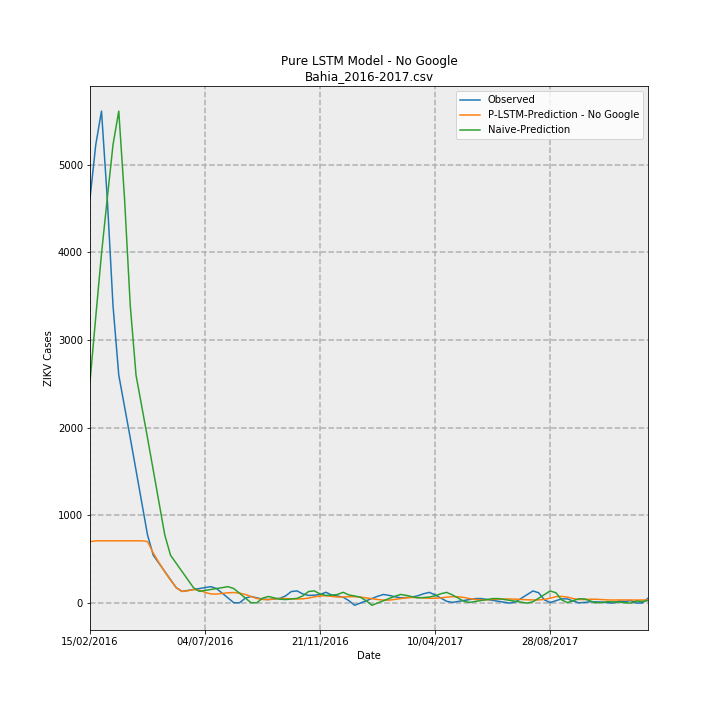 Pure LSTM Model - No Google
Bahia_2016-2017.csv
Observed
P-LSTM-Prediction - No Google
Naive-Prediction
5000
4000
3000
2000
1000
0
ZIKV Cases
15/02/2016
04/07/2016
21/11/2016
10/04/2017
28/08/2017
Date